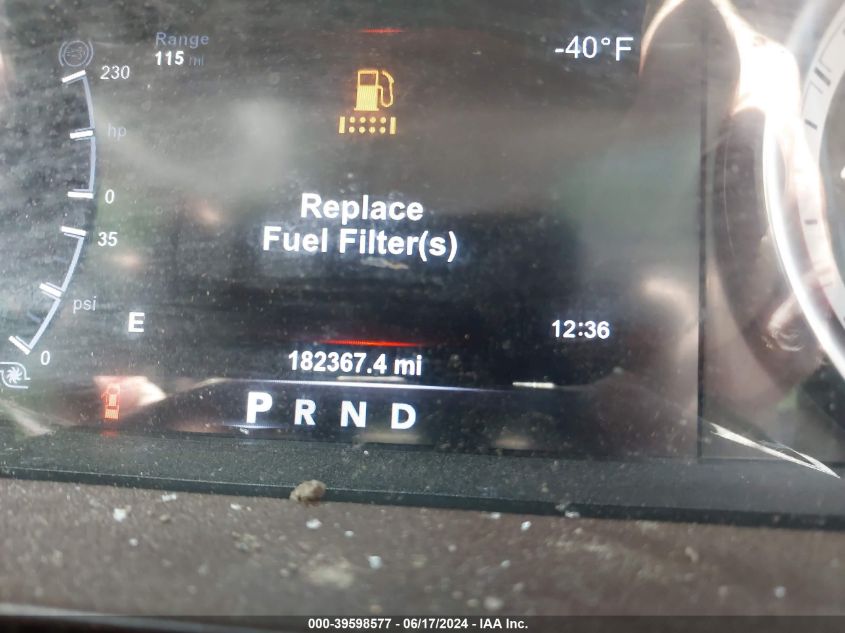 Range
115 mi
-40°F
230
hp
0
35
psi
0
Replace
Fuel Filter(s)
E
12:36
182367.4 mi
P R N D
000-39598577 - 06/17/2024 - IAA Inc.